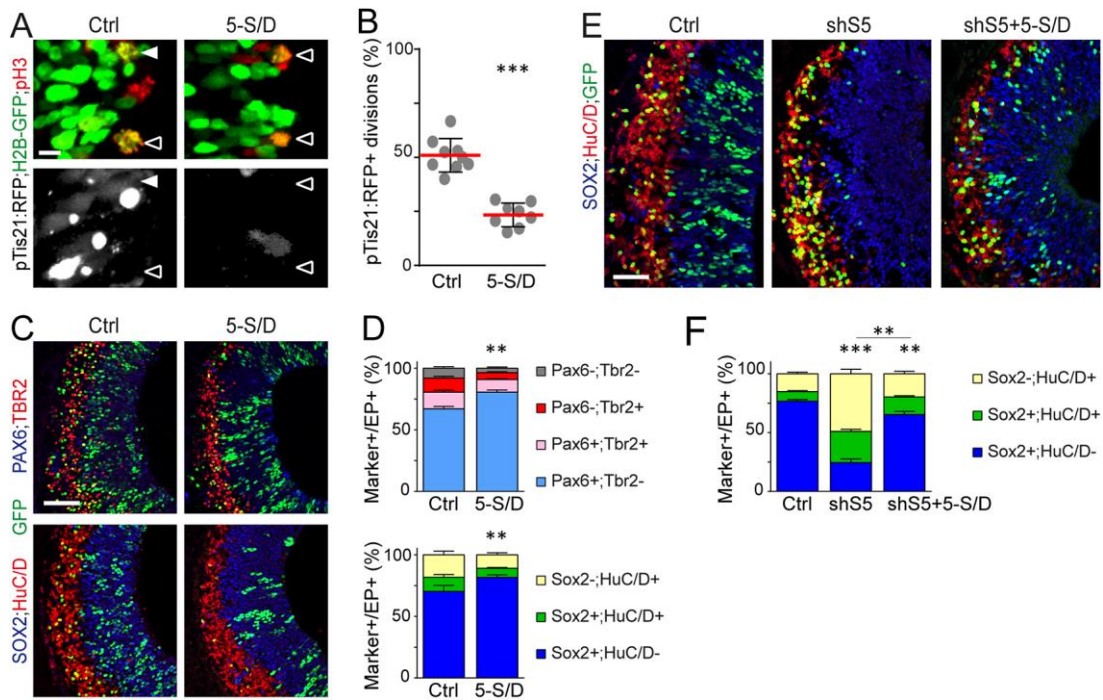 A
Ctrl
5-S/D
pTis21:RFP;H2B-GFP;pH3
B
pTis21:RFP+ divisions (%)
100
50
0
***
Ctrl
5-S/D
E
Ctrl
shS5
shS5+5-S/D
SOX2;HuC/D;GFP
C
Ctrl
5-S/D
PAX6;TBR2
GFP
SOX2;HuC/D
D
Marker+/EP+ (%)
100
50
0
**
Ctrl
5-S/D
Pax6-;Tbr2-
Pax6-;Tbr2+
Pax6+;Tbr2+
Pax6+;Tbr2-
Marker+/EP+ (%)
100
50
0
**
Ctrl
5-S/D
Sox2-;HuC/D+
Sox2+;HuC/D+
Sox2+;HuC/D-
F
Marker+/EP+ (%)
100
50
0
**
***
**
Ctrl
shS5
shS5+5-S/D
Sox2-;HuC/D+
Sox2+;HuC/D+
Sox2+;HuC/D-